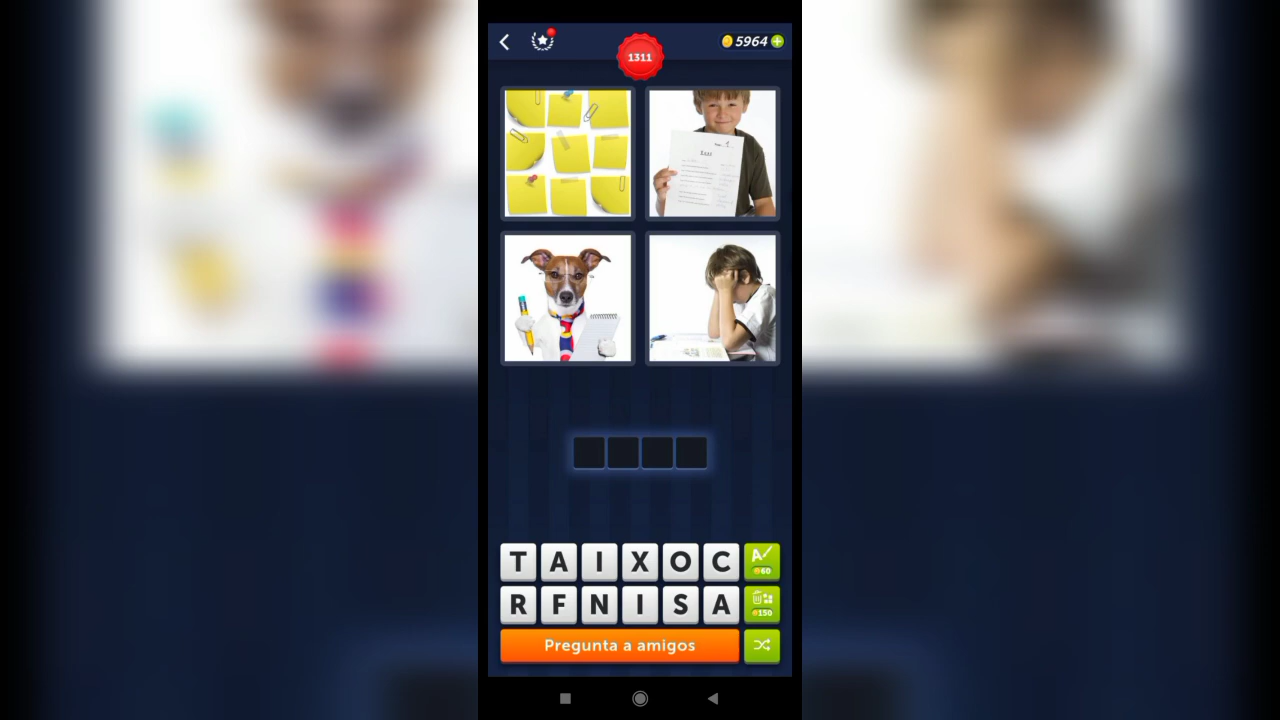 1311
5964
Test
T A I X O C
60
R F N I S A
150
Pregunta a amigos